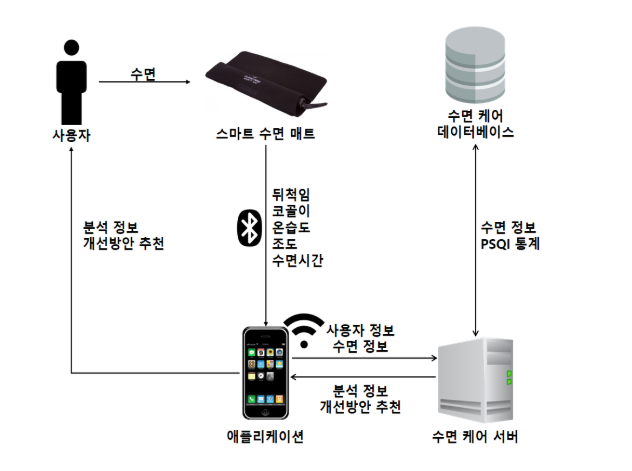 수면
사용자
스마트 수면 매트
수면 케어
데이터베이스
분석 정보
개선방안 추천
뒤척임
코골이
온습도
조도
수면시간
수면 정보
PSQI 통계
사용자 정보
수면 정보
분석 정보
개선방안 추천
애플리케이션
수면 케어 서버